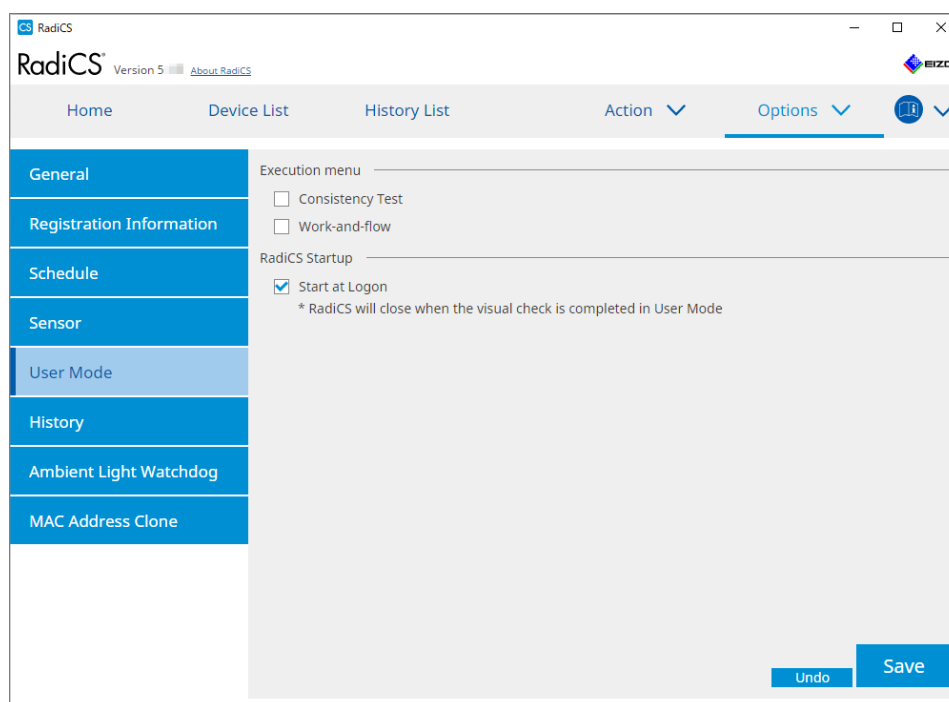 CS RadiCS
RadiCS® Version 5 About RadiCS
EIZO
Home Device List History List Action Options
General
Registration Information
Schedule
Sensor
User Mode
History
Ambient Light Watchdog
MAC Address Clone
Execution menu
Consistency Test
Work-and-flow
RadiCS Startup
Start at Logon
* RadiCS will close when the visual check is completed in User Mode
Undo Save